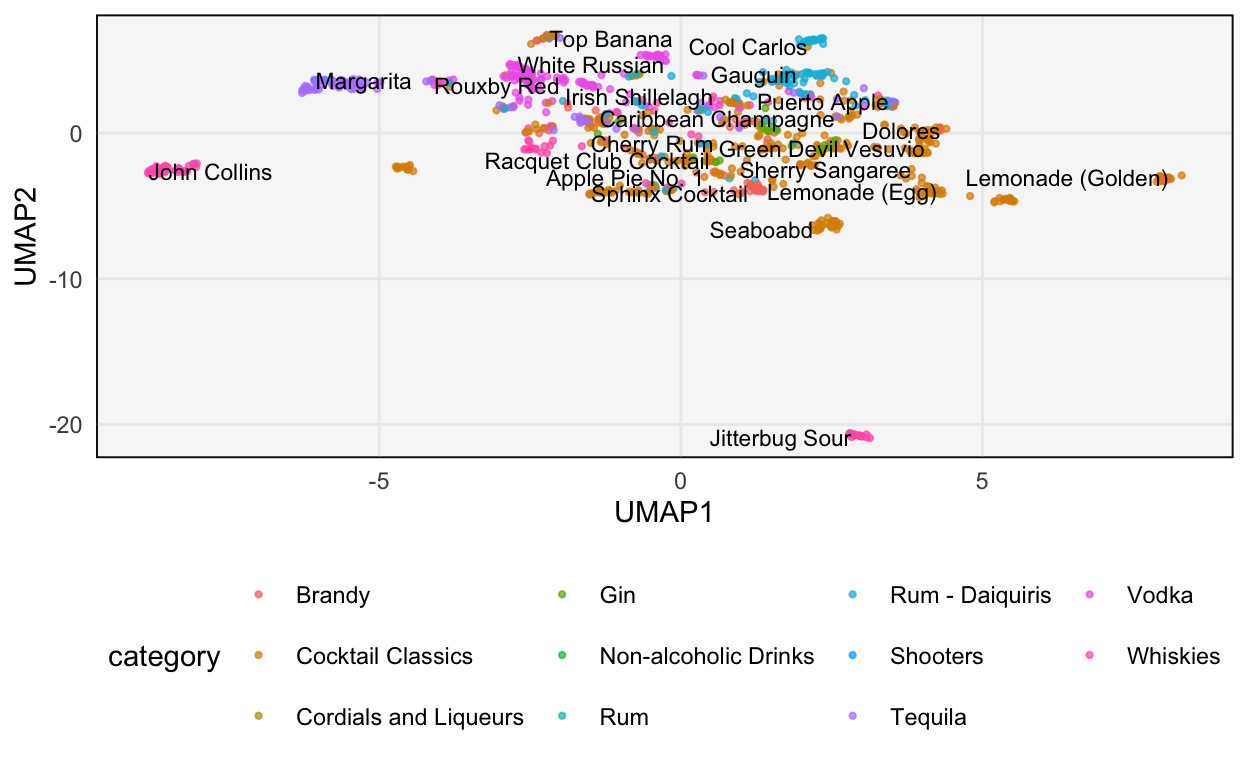 Top Banana
Cool Carlos
White Russian
Gauguin
Margarita
Rouxby Red
Irish Shillelagh
Puerto Apple
Caribbean Champagne
Dolores
Cherry Rum
Green Devil
Vesuvio
Racquet Club Cocktail
Sherry Sangaree
John Collins
Apple Pie No. 1
Lemonade (Golden)
Sphinx Cocktail
Lemonade (Egg)
Seaboabd
Jitterbug Sour
0
-10
-20
UMAP2
-5
0
5
UMAP1
category
Brandy
Gin
Rum - Daiquiris
Vodka
Cocktail Classics
Non-alcoholic Drinks
Shooters
Whiskies
Cordials and Liqueurs
Rum
Tequila